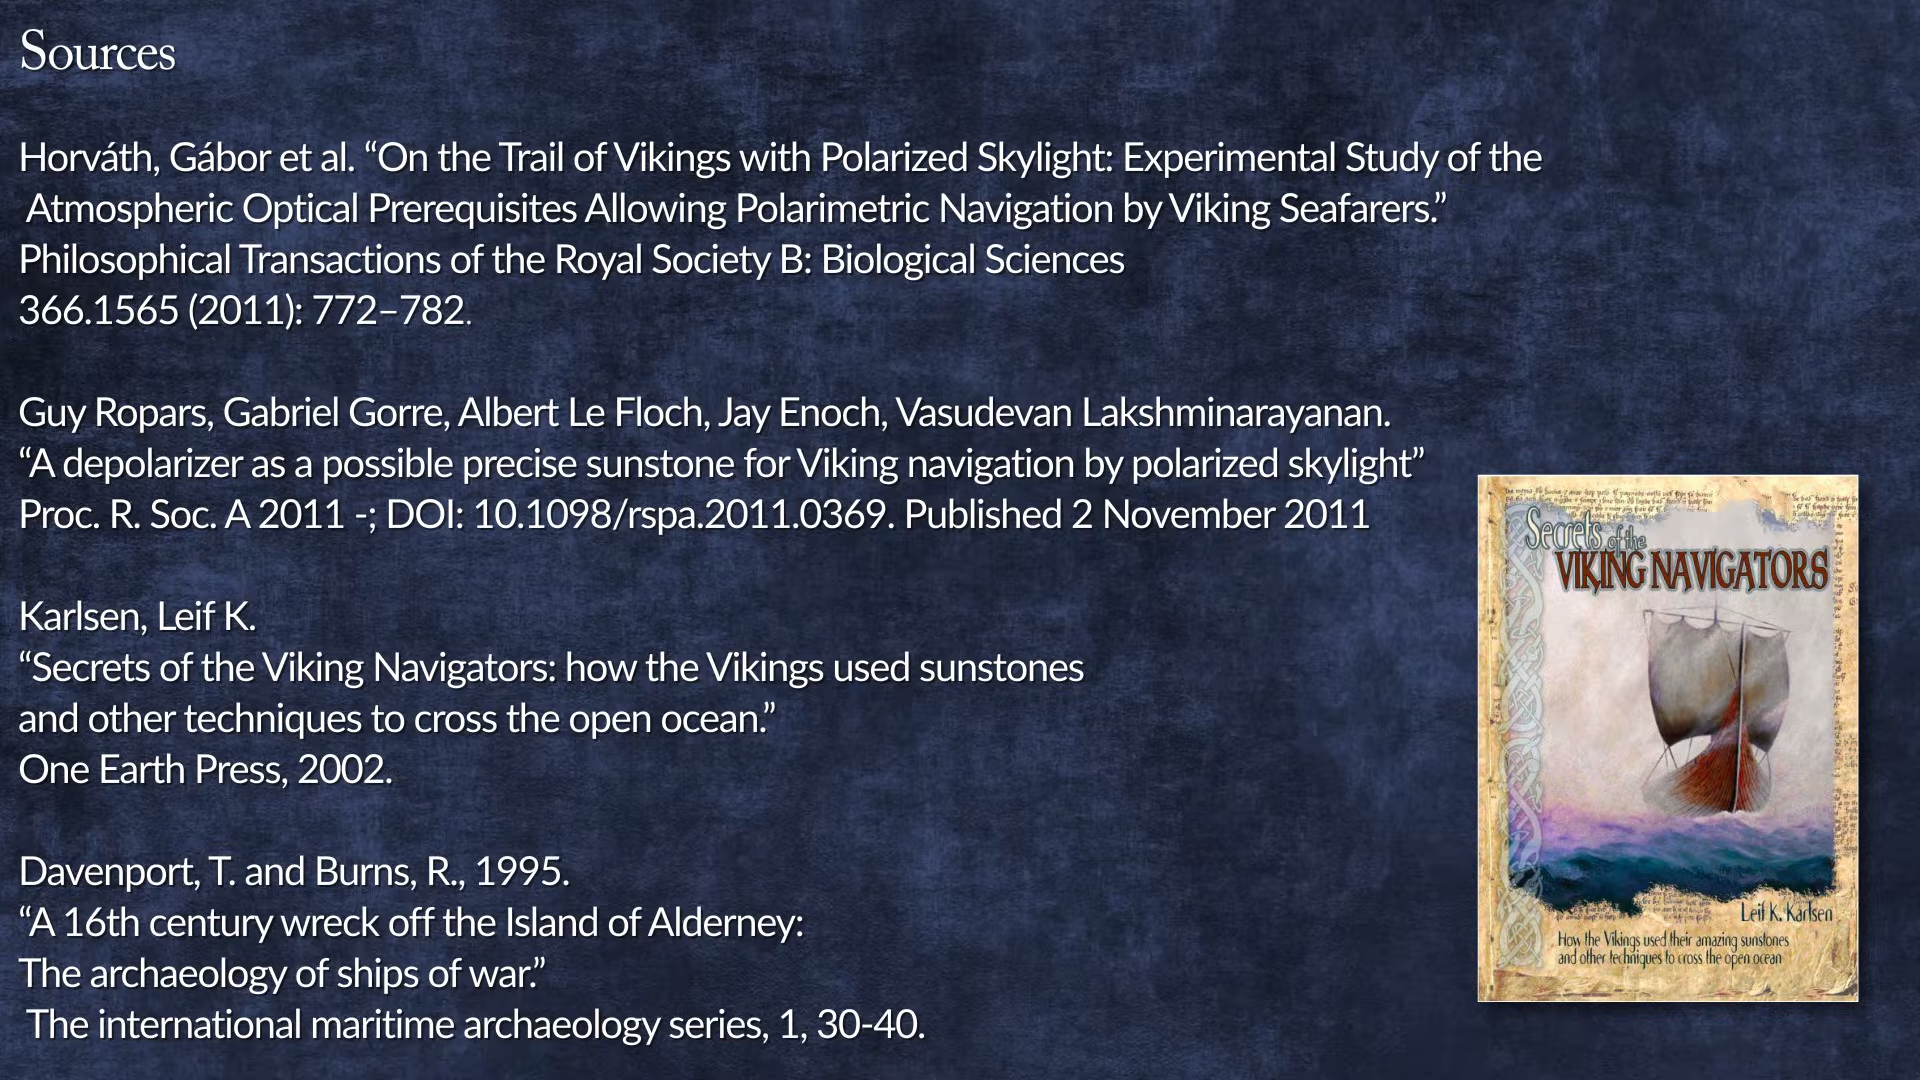 Sources
Horváth, Gábor et al. “On the Trail of Vikings with Polarized Skylight: Experimental Study of the
Atmospheric Optical Prerequisites Allowing Polarimetric Navigation by Viking Seafarers.”
Philosophical Transactions of the Royal Society B: Biological Sciences
366.1565 (2011): 772–782.
Guy Ropars, Gabriel Gorre, Albert Le Floch, Jay Enoch, Vasudevan Lakshminarayanan.
“A depolarizer as a possible precise sunstone for Viking navigation by polarized skylight”
Proc. R. Soc. A 2011 -; DOI: 10.1098/rspa.2011.0369. Published 2 November 2011
Karlsen, Leif K.
“Secrets of the Viking Navigators: how the Vikings used sunstones
and other techniques to cross the open ocean.”
One Earth Press, 2002.
Davenport, T. and Burns, R., 1995.
“A 16th century wreck off the Island of Alderney:
The archaeology of ships of war.”
The international maritime archaeology series, 1, 30-40.
Secrets of the
VIKING NAVIGATORS
Leif K. Karlsen
How the Vikings used their amazing sunstones
and other techniques to cross the open ocean